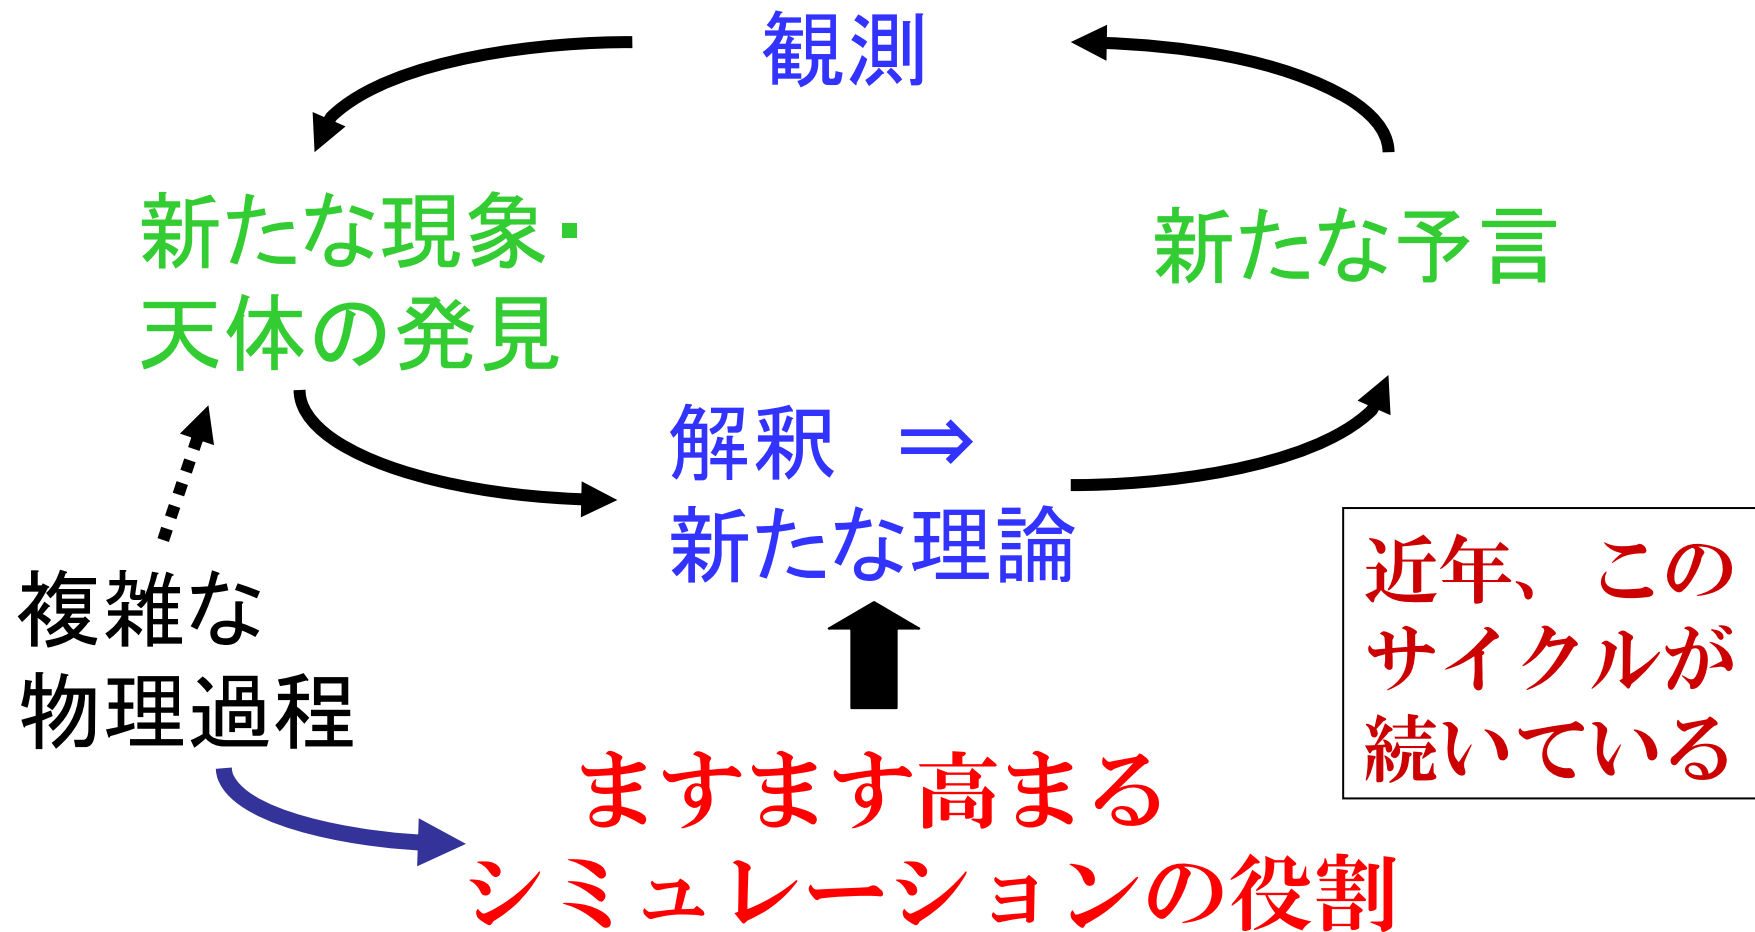 観測
新たな現象・
天体の発見
新たな予言
解釈 ⇒
新たな理論
近年、この
サイクルが
続いている
複雑な
物理過程
ますます高まる
シミュレーションの役割